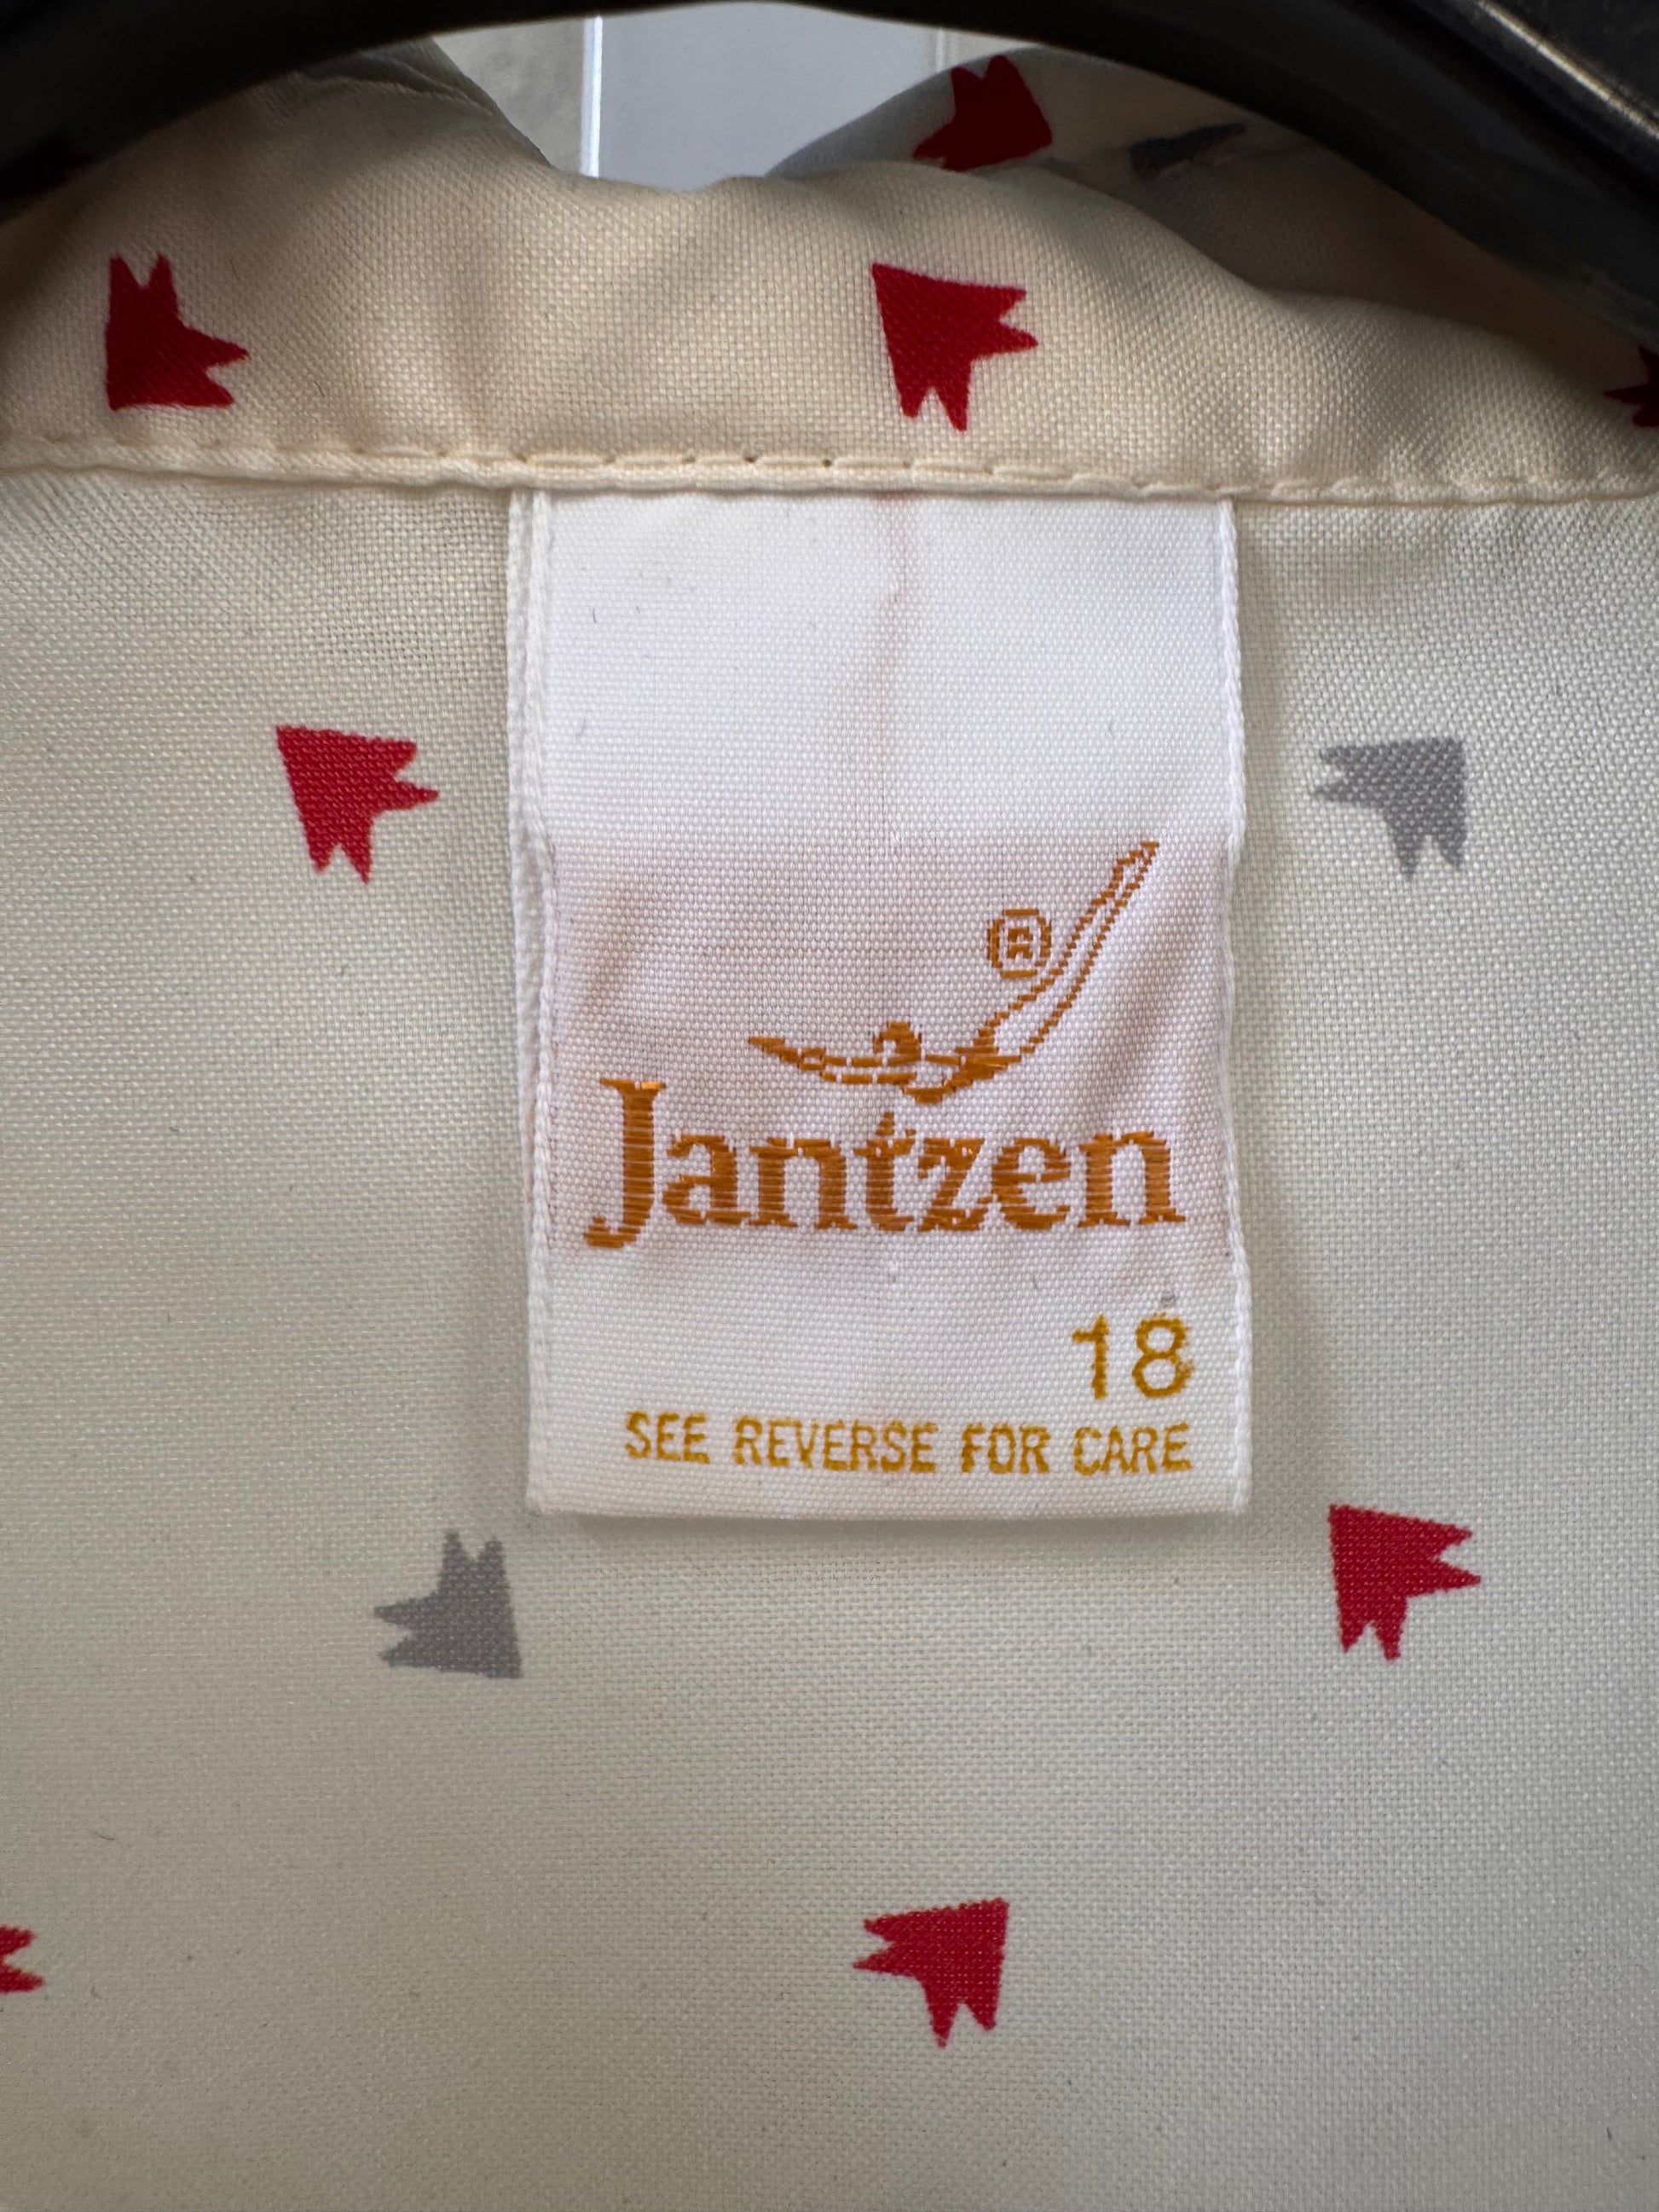 ®
Jantzen
18
SEE REVERSE FOR CARE